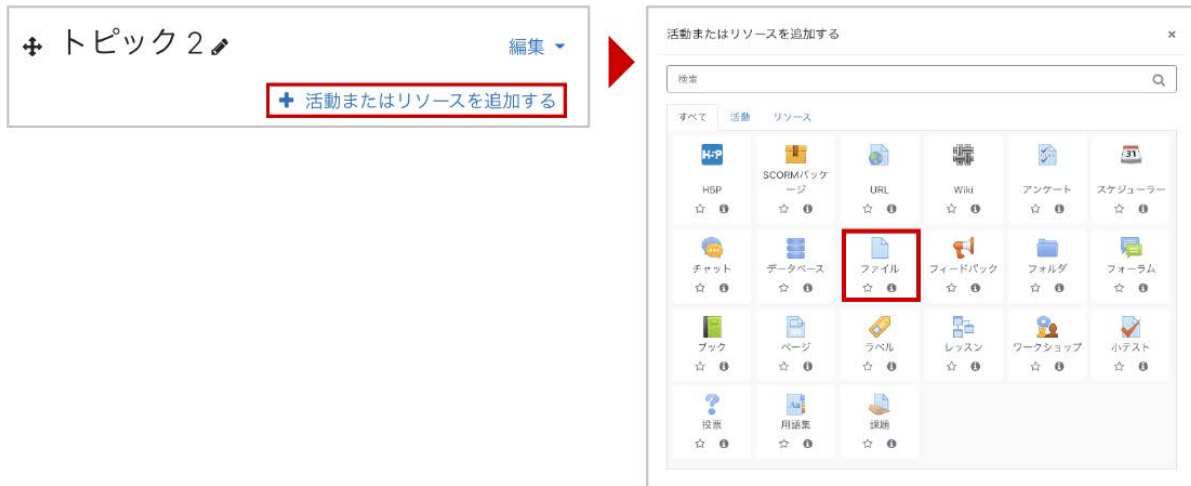 トピック 2
編集
活動またはリソースを追加する
活動またはリソースを追加する
×
検索
すべて 活動 リソース
H5P
H5P
SCORMパッケ
ージ
URL
Wiki
アンケート
31
スケジューラー
チャット
データベース
ファイル
フィードバック
フォルダ
フォーラム
ブック
ページ
ラベル
レッスン
ワークショップ
小テスト
投票
Aa
用語集
課題